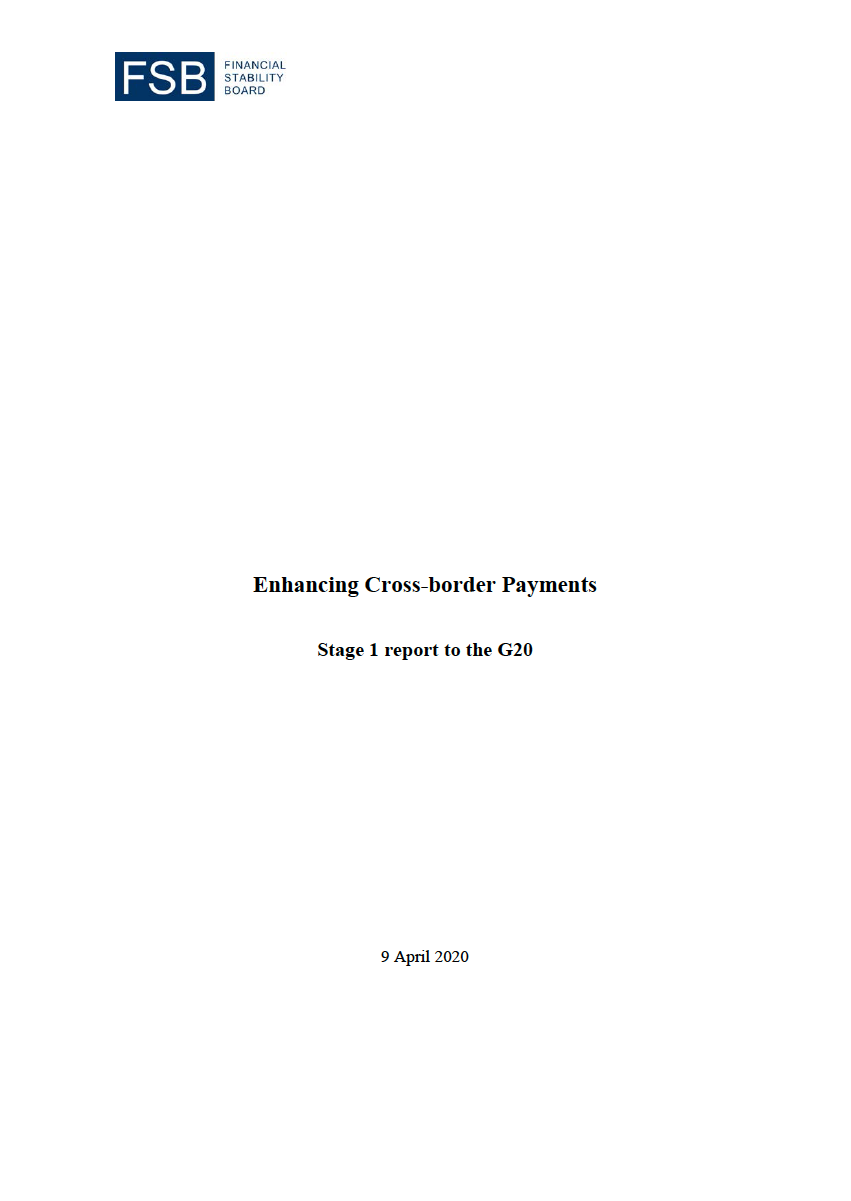 FSB
FINANCIAL
STABILITY
BOARD
Enhancing Cross-border Payments
Stage 1 report to the G20
9 April 2020